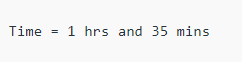 Time = 1 hrs and 35 mins